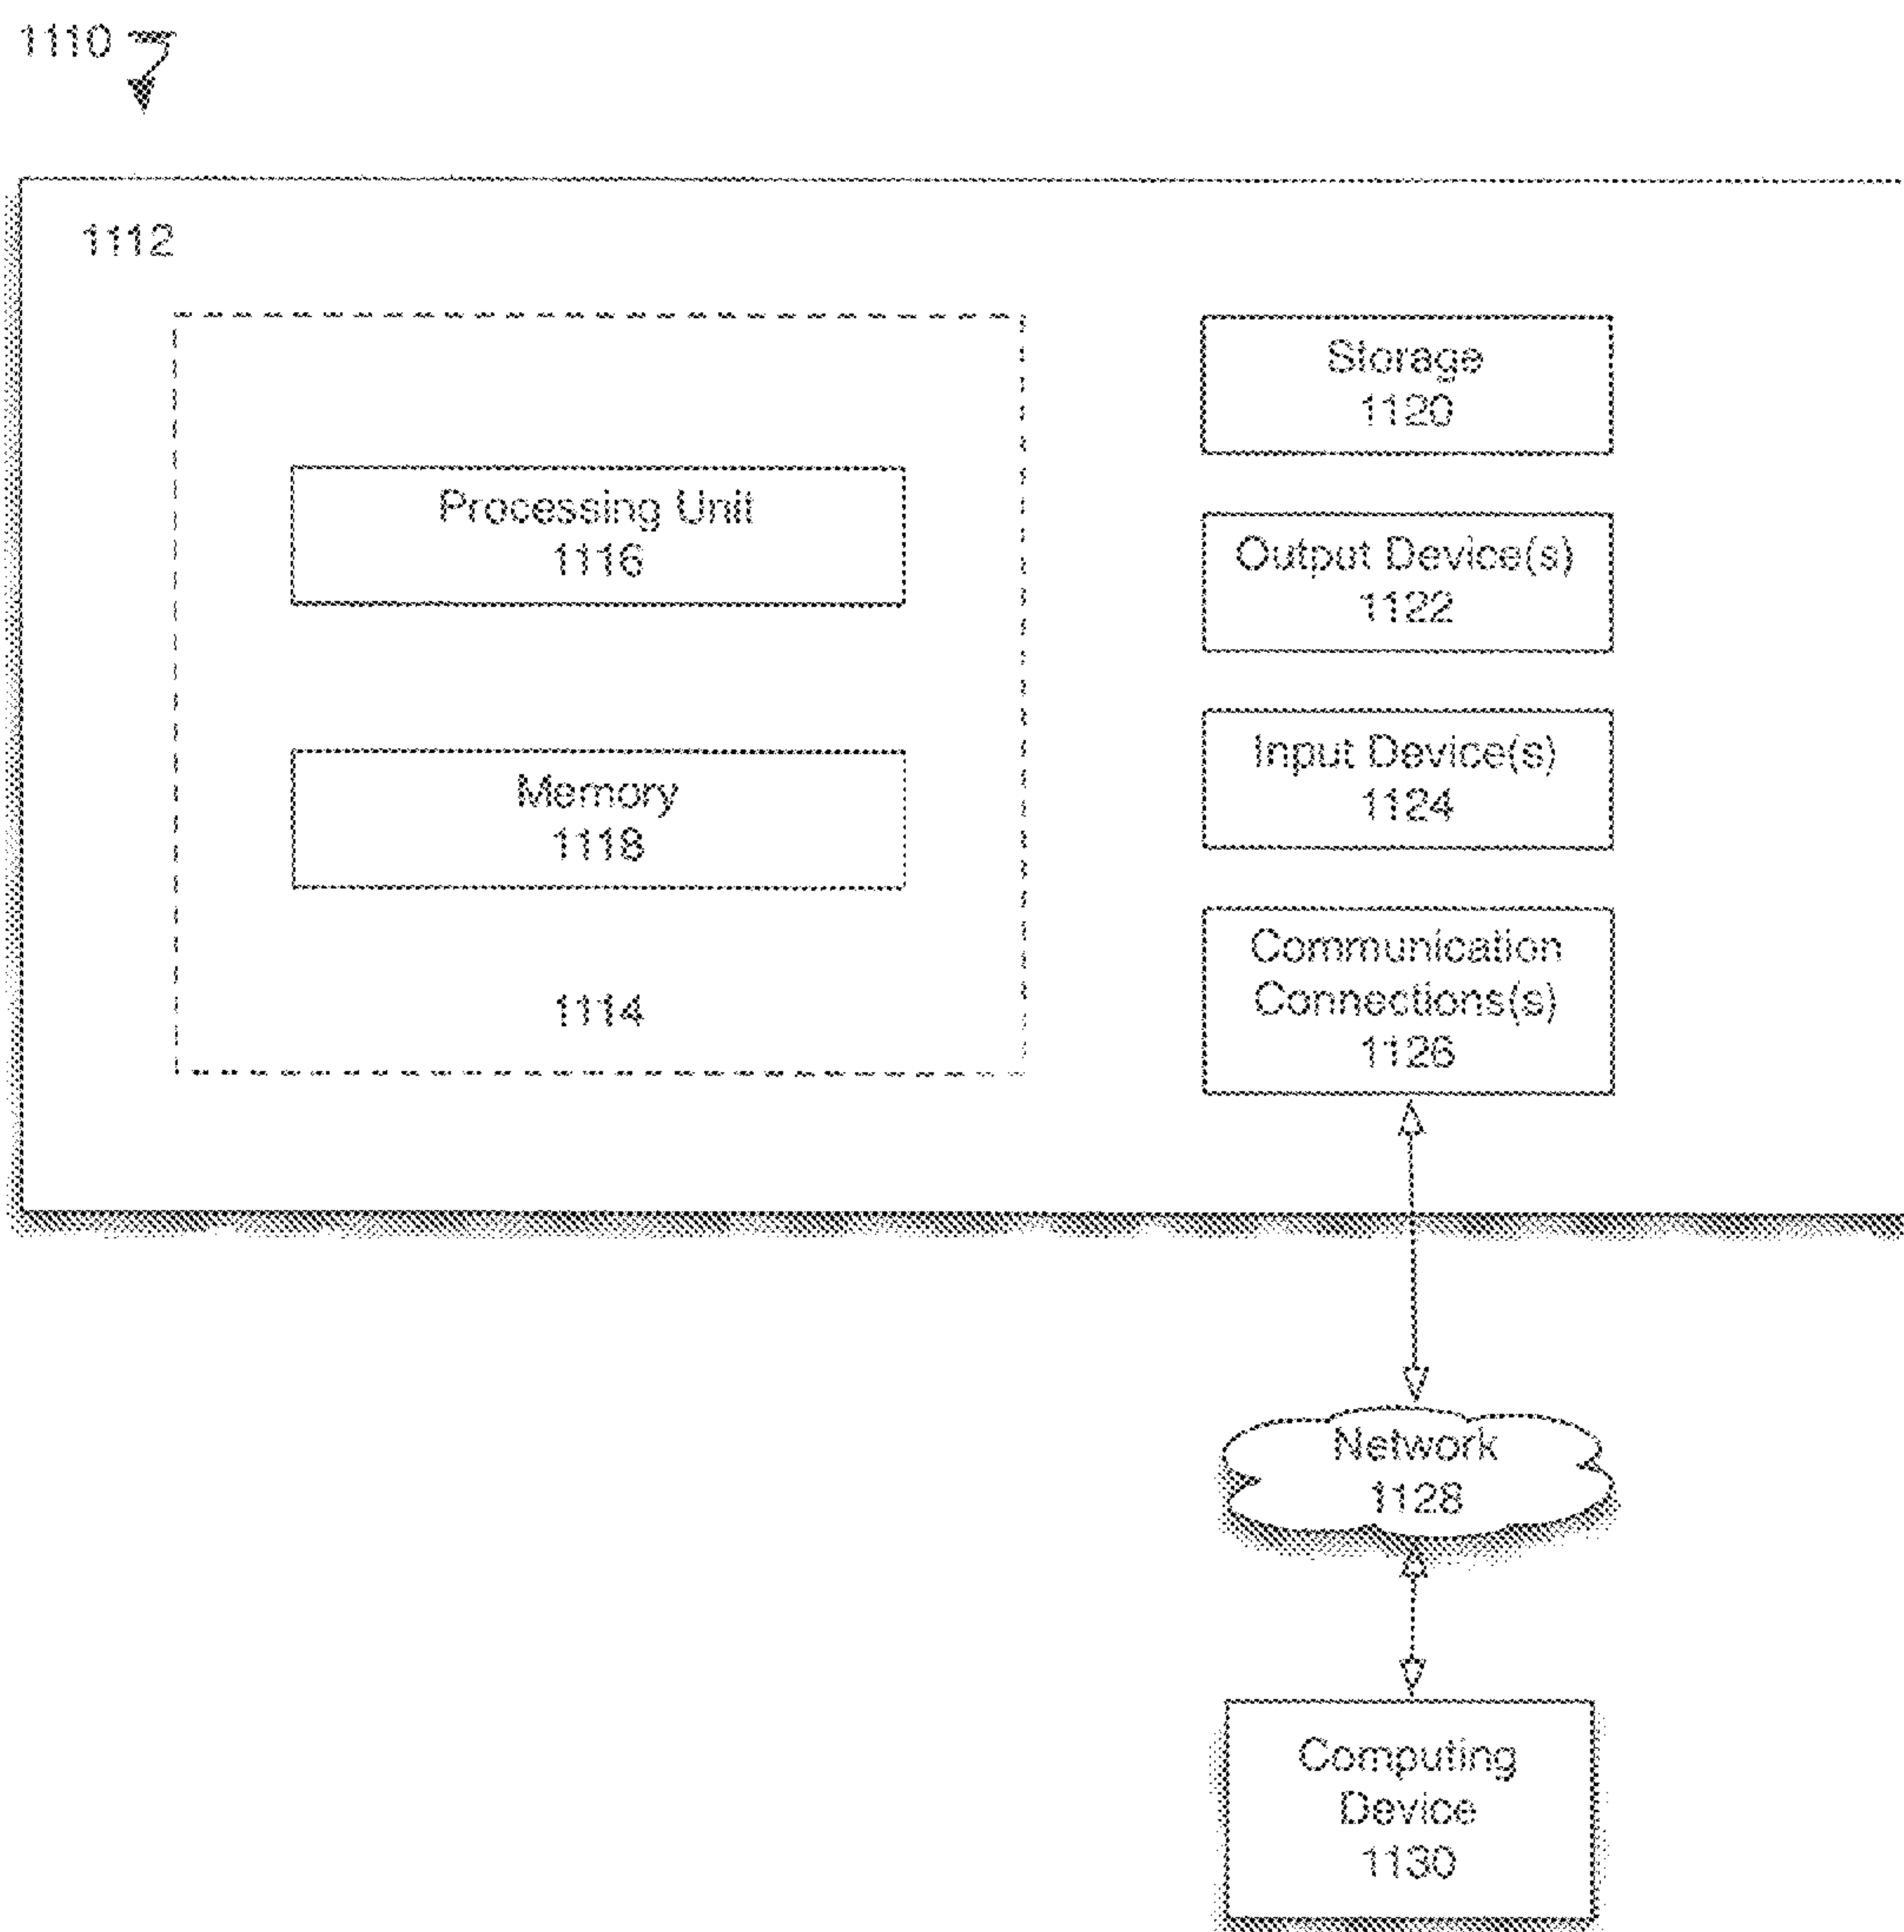 1110
1112
Processing Unit
1116
Memory
1118
1114
Storage
1120
Output Device(s)
1122
Input Device(s)
1124
Communication
Connections(s)
1126
Network
1128
Computing
Device
1130